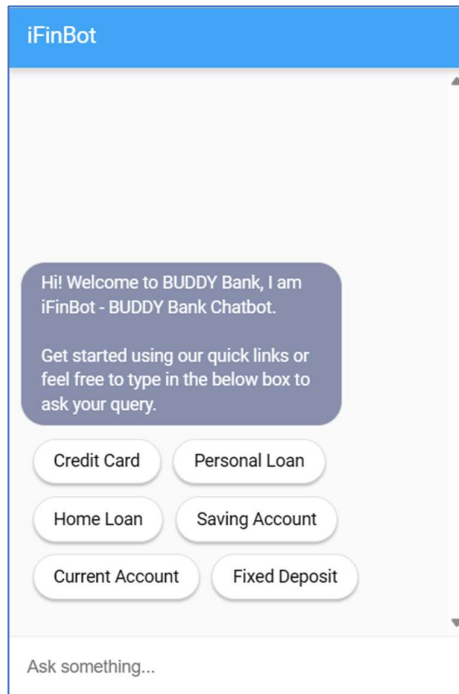 iFinBot
Hi! Welcome to BUDDY Bank, I am
iFinBot - BUDDY Bank Chatbot.
Get started using our quick links or
feel free to type in the below box to
ask your query.
Credit Card
Personal Loan
Home Loan
Saving Account
Current Account
Fixed Deposit
Ask something...